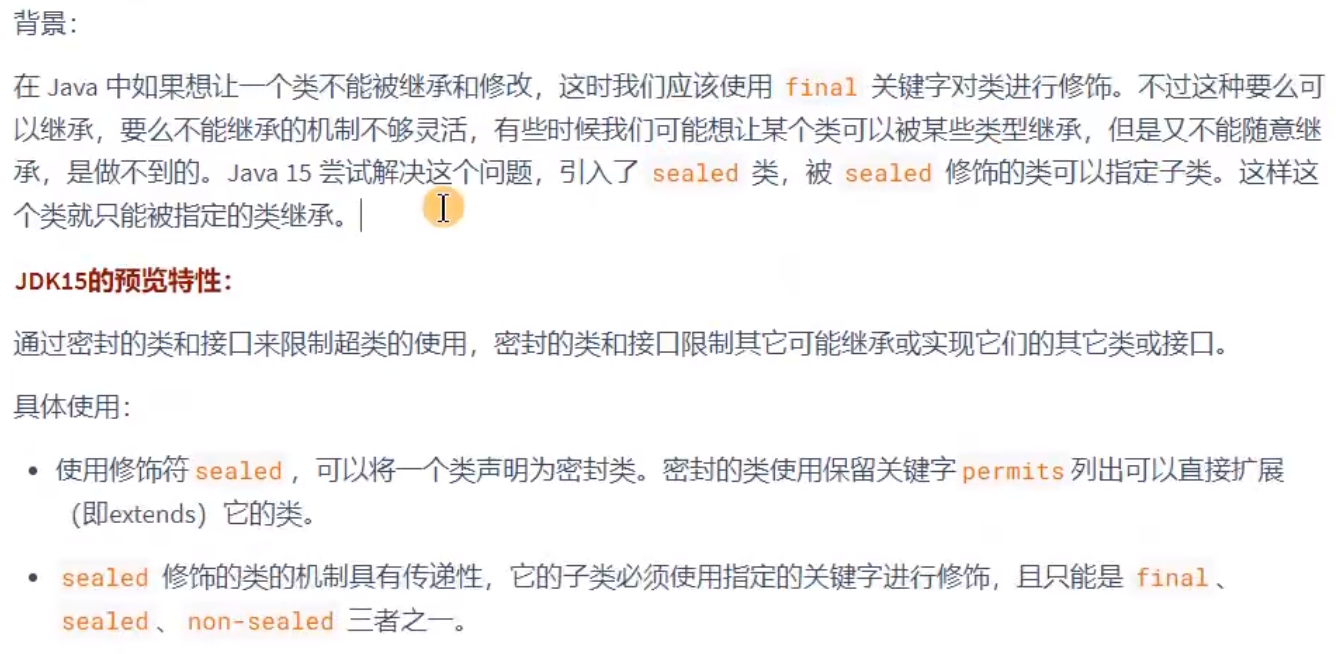 背景：
在 Java 中如果想让一个类不能被继承和修改，这时我们应该使用 final 关键字对类进行修饰。不过这种要么可
以继承，要么不能继承的机制不够灵活，有些时候我们可能想让某个类可以被某些类型继承，但是又不能随意继
承，是做不到的。Java 15 尝试解决这个问题，引入了 sealed 类，被 sealed 修饰的类可以指定子类。这样这
个类就只能被指定的类继承。
JDK15的预览特性：
通过密封的类和接口来限制超类的使用，密封的类和接口限制其它可能继承或实现它们的其它类或接口。
具体使用：
• 使用修饰符 sealed ，可以将一个类声明为密封类。密封的类使用保留关键字 permits 列出可以直接扩展
（即extends）它的类。
• sealed 修饰的类的机制具有传递性，它的子类必须使用指定的关键字进行修饰，且只能是 final 、
sealed 、 non-sealed 三者之一。